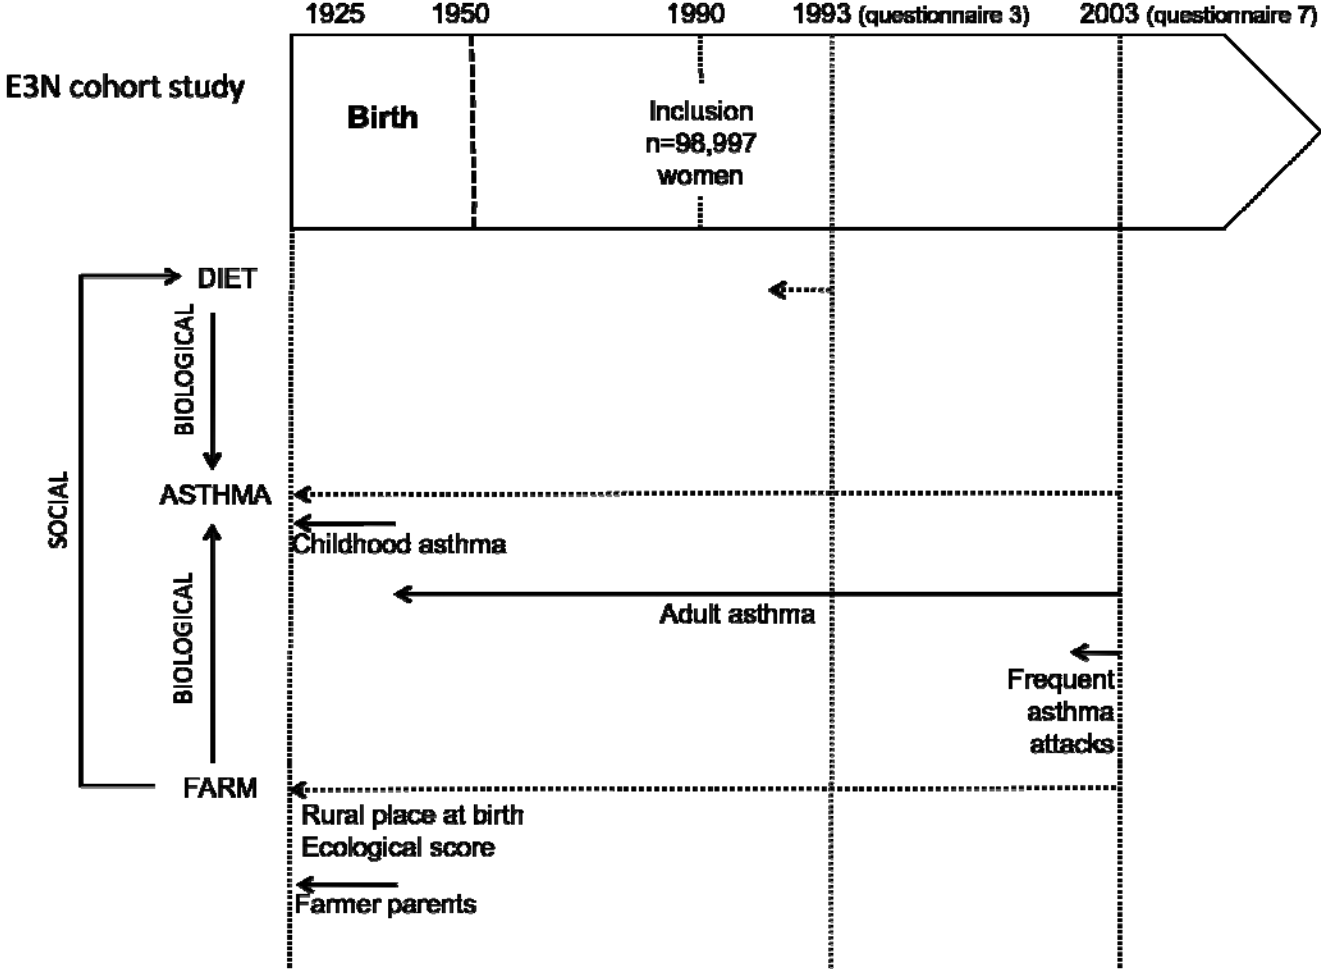 1925 1950 1990 1993 (questionnaire 3) 2003 (questionnaire 7)
E3N cohort study
Birth
Inclusion
n=98,997
women
DIET
BIOLOGICAL
SOCIAL
ASTHMA
Childhood asthma
Adult asthma
BIOLOGICAL
Frequent
asthma
attacks
FARM
Rural place at birth
Ecological score
Farmer parents